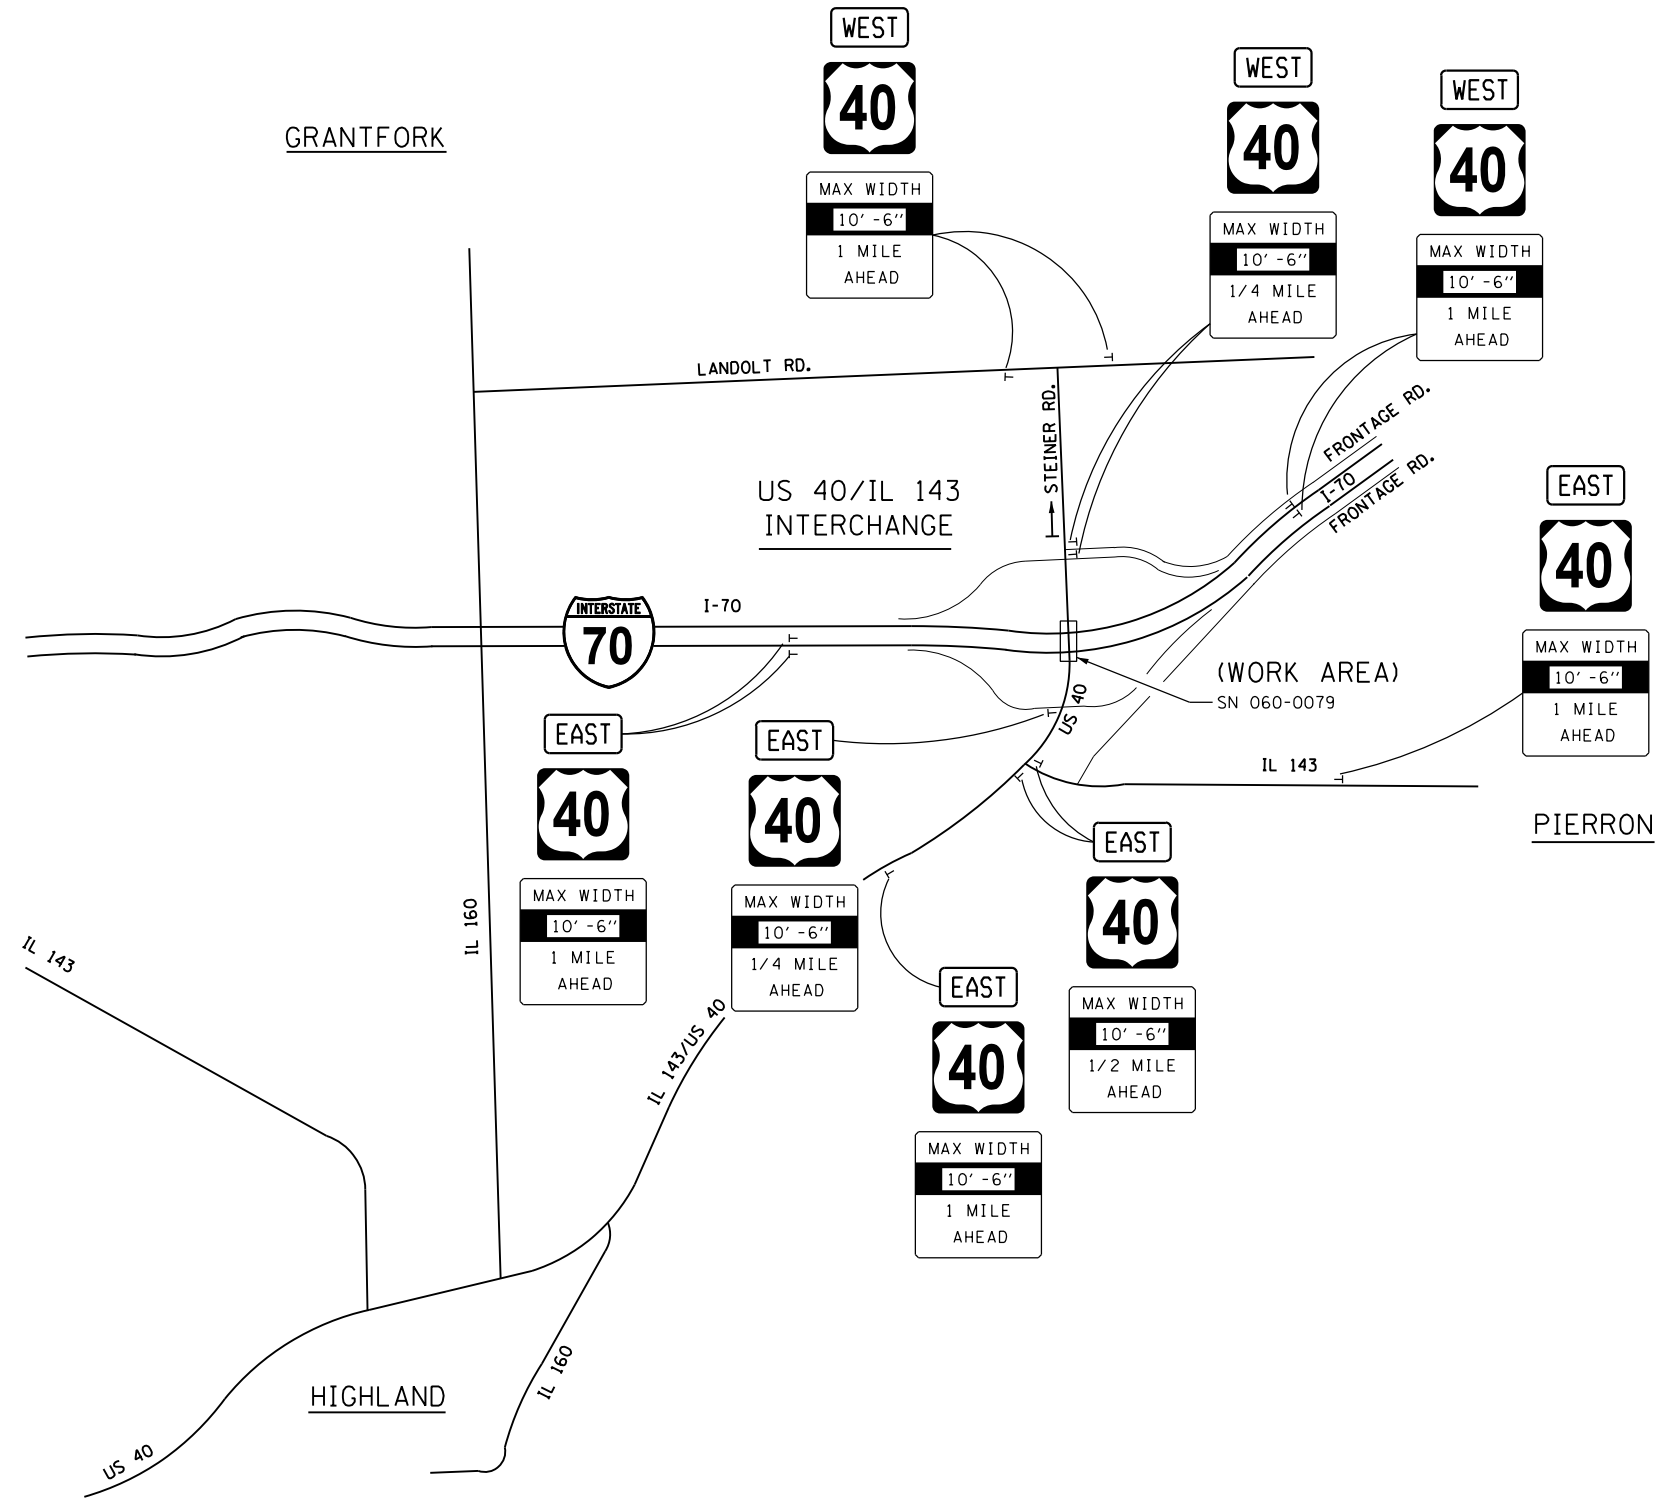 WEST
40
MAX WIDTH
10'-6"
1 MILE
AHEAD
WEST
40
MAX WIDTH
10'-6"
1/4 MILE
AHEAD
WEST
40
MAX WIDTH
10'-6"
1 MILE
AHEAD
GRANTFORK
LANDOLT RD.
STEINER RD.
FRONTAGE RD.
I-70
FRONTAGE RD.
US 40/IL 143
INTERCHANGE
EAST
40
MAX WIDTH
10'-6"
1 MILE
AHEAD
INTERSTATE
70
I-70
(WORK AREA)
SN 060-0079
US 40
IL 143
PIERRON
EAST
40
MAX WIDTH
10'-6"
1 MILE
AHEAD
EAST
40
MAX WIDTH
10'-6"
1/4 MILE
AHEAD
EAST
40
MAX WIDTH
10'-6"
1/2 MILE
AHEAD
EAST
40
MAX WIDTH
10'-6"
1 MILE
AHEAD
IL 160
IL 143
IL 143/US 40
IL 160
HIGHLAND
US 40